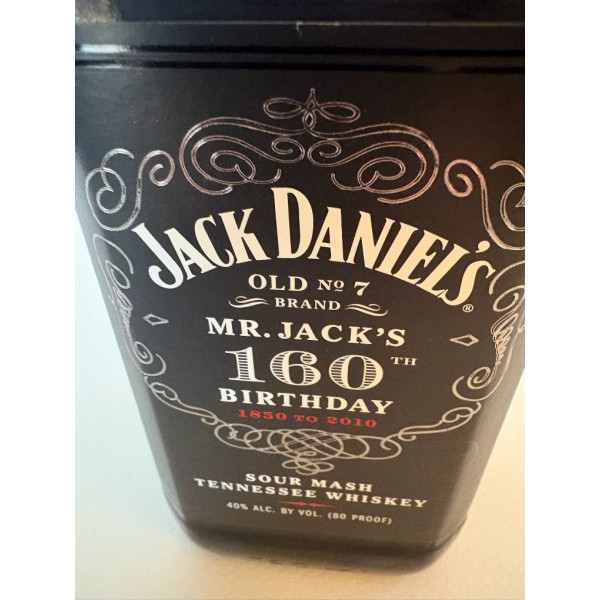 JACK DANIEL'S®
OLD Nº 7
BRAND
MR. JACK'S
160TH
BIRTHDAY
1850 TO 2010
SOUR MASH
TENNESSEE WHISKEY
40% ALC. BY VOL. (80 PROOF)